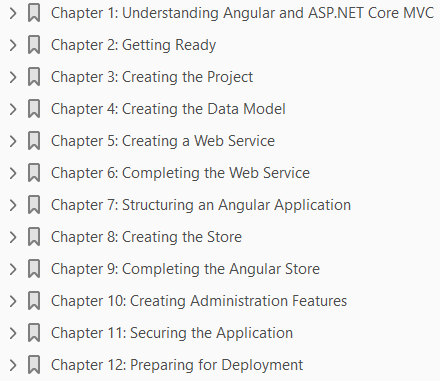 Chapter 1: Understanding Angular and ASP.NET Core MVC
Chapter 2: Getting Ready
Chapter 3: Creating the Project
Chapter 4: Creating the Data Model
Chapter 5: Creating a Web Service
Chapter 6: Completing the Web Service
Chapter 7: Structuring an Angular Application
Chapter 8: Creating the Store
Chapter 9: Completing the Angular Store
Chapter 10: Creating Administration Features
Chapter 11: Securing the Application
Chapter 12: Preparing for Deployment